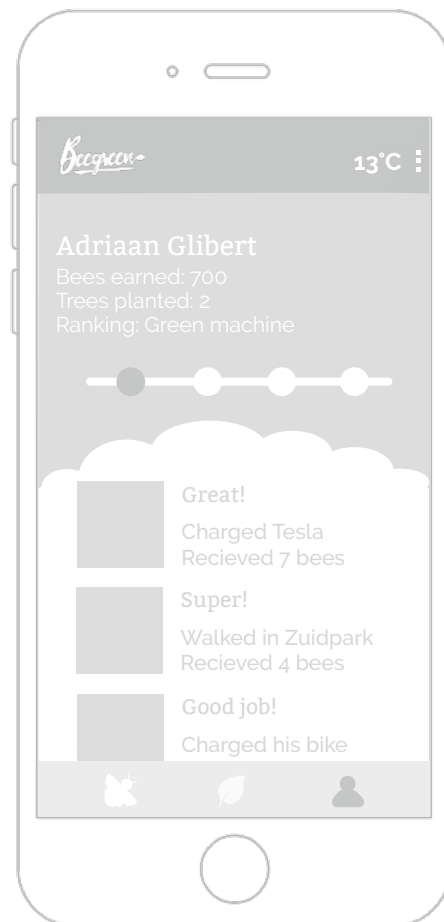 Beegreen
13°C
Adriaan Glibert
Bees earned: 700
Trees planted: 2
Ranking: Green machine
Great!
Charged Tesla
Recieved 7 bees
Super!
Walked in Zuidpark
Recieved 4 bees
Good job!
Charged his bike